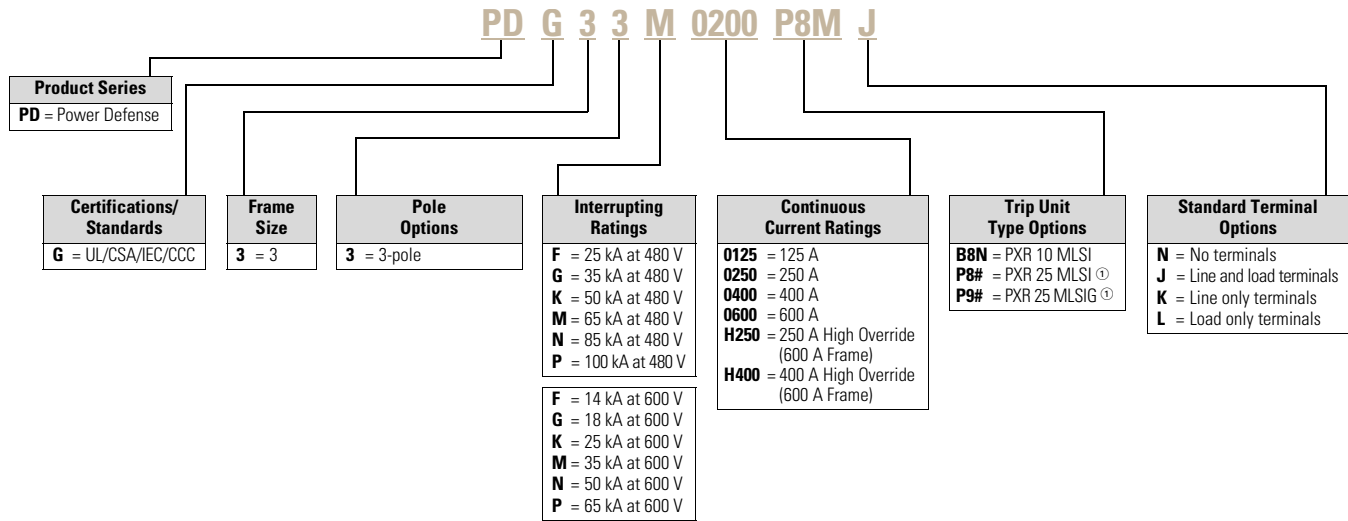 PD G 3 3 M 0200 P8M J
Product Series
PD = Power Defense
Certifications/
Standards
G = UL/CSA/IEC/CCC
Frame
Size
3 = 3
Pole
Options
3 = 3-pole
Interrupting
Ratings
F = 25 kA at 480 V
G = 35 kA at 480 V
K = 50 kA at 480 V
M = 65 kA at 480 V
N = 85 kA at 480 V
P = 100 kA at 480 V
F = 14 kA at 600 V
G = 18 kA at 600 V
K = 25 kA at 600 V
M = 35 kA at 600 V
N = 50 kA at 600 V
P = 65 kA at 600 V
Continuous
Current Ratings
0125 = 125 A
0250 = 250 A
0400 = 400 A
0600 = 600 A
H250 = 250 A High Override
(600 A Frame)
H400 = 400 A High Override
(600 A Frame)
Trip Unit
Type Options
B8N = PXR 10 MLSI
P8# = PXR 25 MLSI ①
P9# = PXR 25 MLSIG ①
Standard Terminal
Options
N = No terminals
J = Line and load terminals
K = Line only terminals
L = Load only terminals